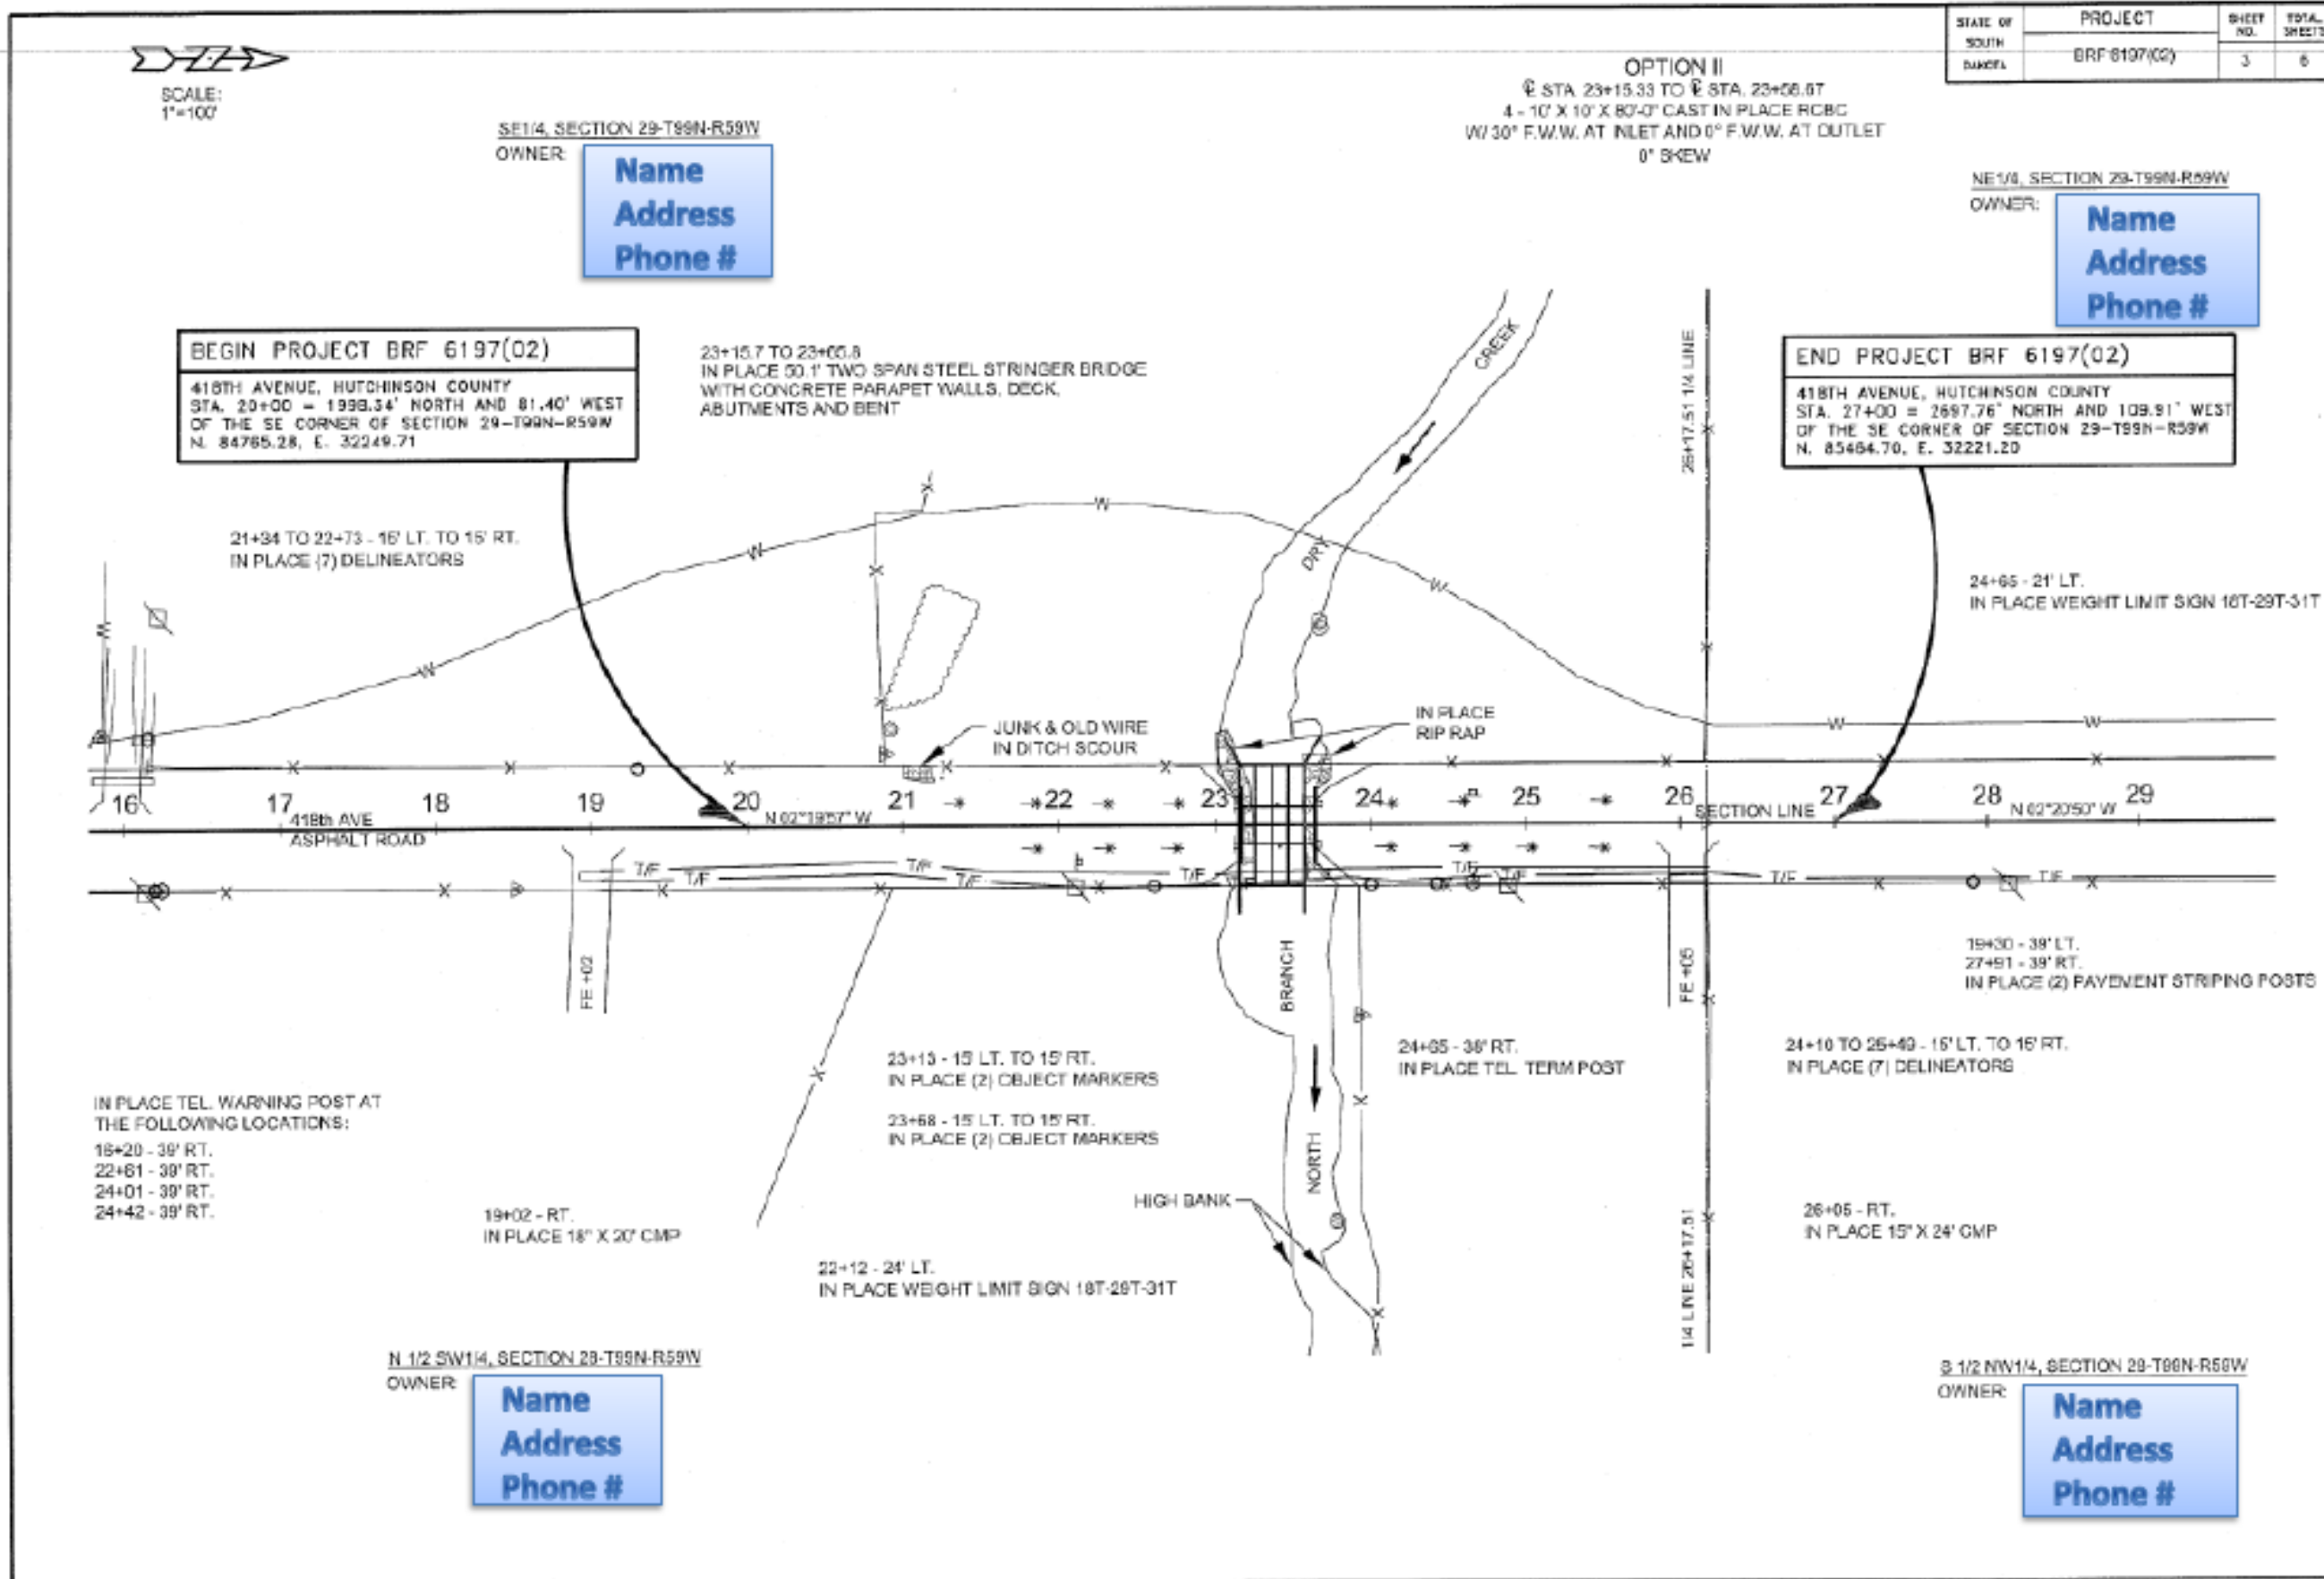 STATE OF SOUTH DAKOTA
PROJECT
BRF 6197(02)
SHEET NO.
3
TOTAL SHEETS
6
SCALE:
1"=100'
OPTION II
℄ STA. 23+15.33 TO ℄ STA. 23+58.67
4 - 10' X 10' X 80'-0" CAST IN PLACE RCBC
W/ 30° F.W.W. AT INLET AND 0° F.W.W. AT OUTLET
0° SKEW
SE1/4, SECTION 29-T99N-R59W
OWNER:
Name
Address
Phone #
NE1/4, SECTION 29-T99N-R59W
OWNER:
Name
Address
Phone #
BEGIN PROJECT BRF 6197(02)
418TH AVENUE, HUTCHINSON COUNTY
STA. 20+00 = 1998.34' NORTH AND 81.40' WEST
OF THE SE CORNER OF SECTION 29-T99N-R59W
N. 84765.28, E. 32249.71
23+15.7 TO 23+65.8
IN PLACE 50.1' TWO SPAN STEEL STRINGER BRIDGE
WITH CONCRETE PARAPET WALLS, DECK,
ABUTMENTS AND BENT
END PROJECT BRF 6197(02)
418TH AVENUE, HUTCHINSON COUNTY
STA. 27+00 = 2697.76' NORTH AND 109.91' WEST
OF THE SE CORNER OF SECTION 29-T99N-R59W
N. 85464.70, E. 32221.20
CREEK
DRY
26+17.51 1/4 LINE
21+34 TO 22+73 - 15' LT. TO 15' RT.
IN PLACE (7) DELINEATORS
24+65 - 21' LT.
IN PLACE WEIGHT LIMIT SIGN 18T-29T-31T
W W W W W W W
JUNK & OLD WIRE
IN DITCH SCOUR
IN PLACE
RIP RAP
16 17 18 19 20 21 22 23 24 25 26 27 28 29
418th AVE
ASPHALT ROAD
N 02°19'57" W
SECTION LINE
N 02°20'50" W
T/F T/F T/F T/F T/F T/F T/F T/F
FE +02
BRANCH
NORTH
FE +05
19+30 - 39' LT.
27+91 - 39' RT.
IN PLACE (2) PAVEMENT STRIPING POSTS
23+13 - 15' LT. TO 15' RT.
IN PLACE (2) OBJECT MARKERS
23+68 - 15' LT. TO 15' RT.
IN PLACE (2) OBJECT MARKERS
24+65 - 38' RT.
IN PLACE TEL. TERM POST
24+10 TO 25+49 - 15' LT. TO 15' RT.
IN PLACE (7) DELINEATORS
IN PLACE TEL. WARNING POST AT
THE FOLLOWING LOCATIONS:
16+20 - 39' RT.
22+61 - 39' RT.
24+01 - 39' RT.
24+42 - 39' RT.
HIGH BANK
19+02 - RT.
IN PLACE 18" X 20' CMP
26+05 - RT.
IN PLACE 15" X 24' CMP
22+12 - 24' LT.
IN PLACE WEIGHT LIMIT SIGN 18T-29T-31T
1/4 LINE 26+17.51
N 1/2 SW1/4, SECTION 28-T99N-R59W
OWNER:
Name
Address
Phone #
S 1/2 NW1/4, SECTION 28-T99N-R59W
OWNER:
Name
Address
Phone #